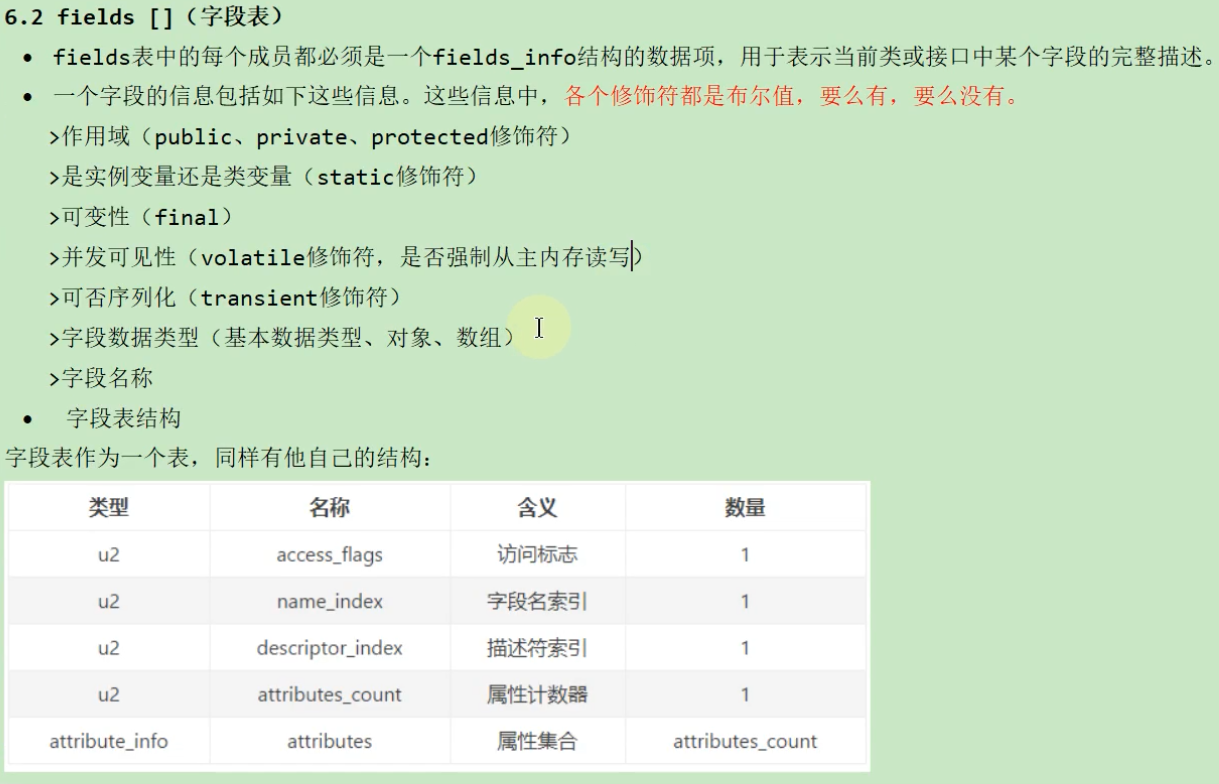 6.2 fields [](字段表)
• fields表中的每个成员都必须是一个fields_info结构的数据项，用于表示当前类或接口中某个字段的完整描述。
• 一个字段的信息包括如下这些信息。这些信息中，各个修饰符都是布尔值，要么有，要么没有。
>作用域（public、private、protected修饰符）
>是实例变量还是类变量（static修饰符）
>可变性（final）
>并发可见性（volatile修饰符，是否强制从主内存读写）
>可否序列化（transient修饰符）
>字段数据类型（基本数据类型、对象、数组）
>字段名称
• 字段表结构
字段表作为一个表，同样有他自己的结构：
类型 名称 含义 数量
u2 access_flags 访问标志 1
u2 name_index 字段名索引 1
u2 descriptor_index 描述符索引 1
u2 attributes_count 属性计数器 1
attribute_info attributes 属性集合 attributes_count